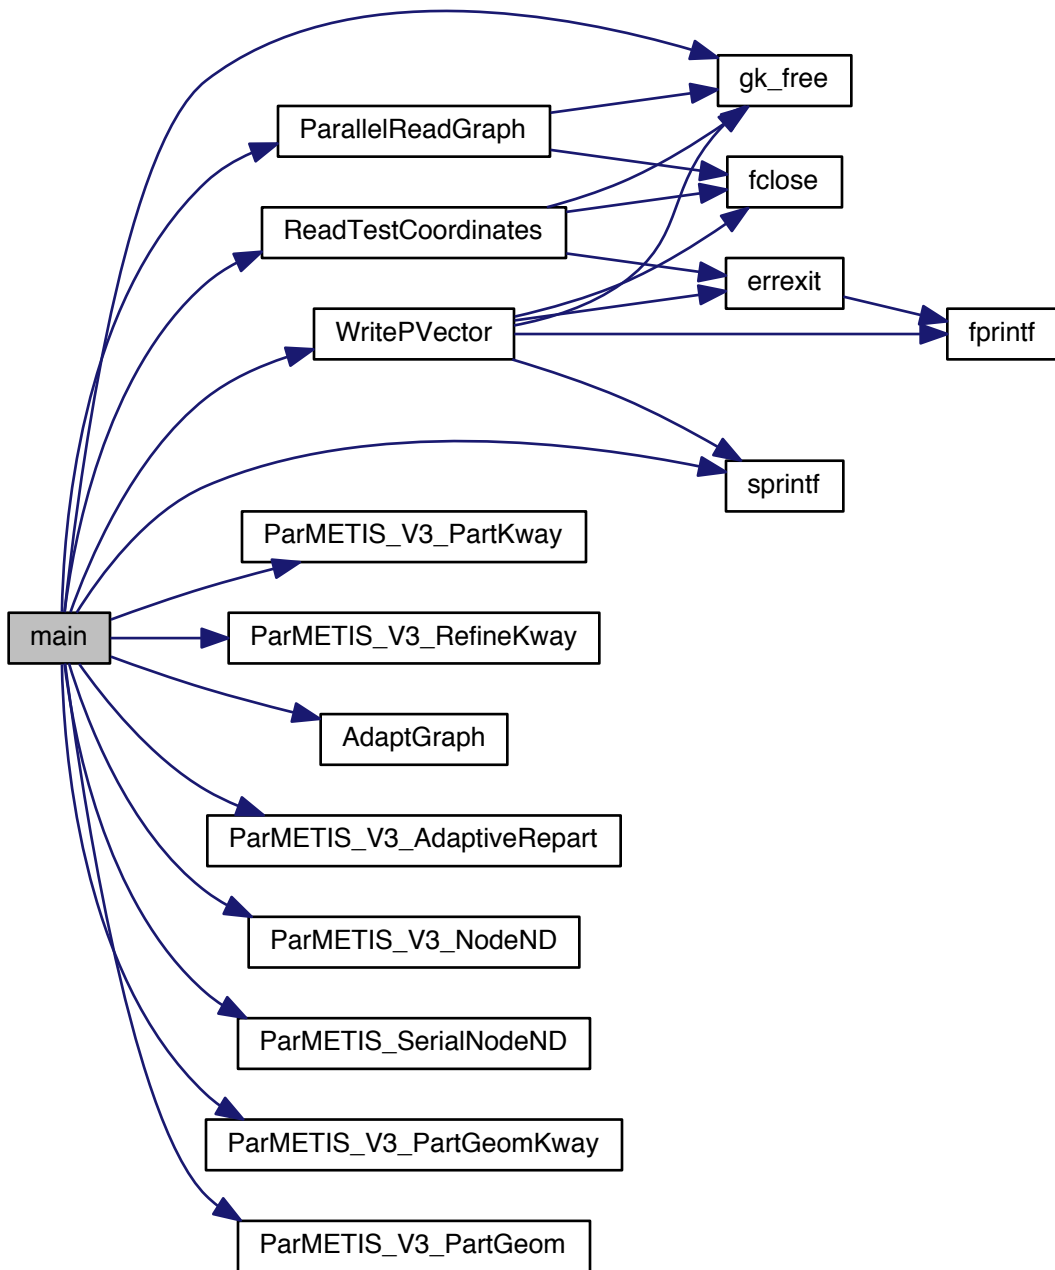 gk_free
ParallelReadGraph
fclose
ReadTestCoordinates
errexit
WritePVector
fprintf
sprintf
ParMETIS_V3_PartKway
main
ParMETIS_V3_RefineKway
AdaptGraph
ParMETIS_V3_AdaptiveRepart
ParMETIS_V3_NodeND
ParMETIS_SerialNodeND
ParMETIS_V3_PartGeomKway
ParMETIS_V3_PartGeom